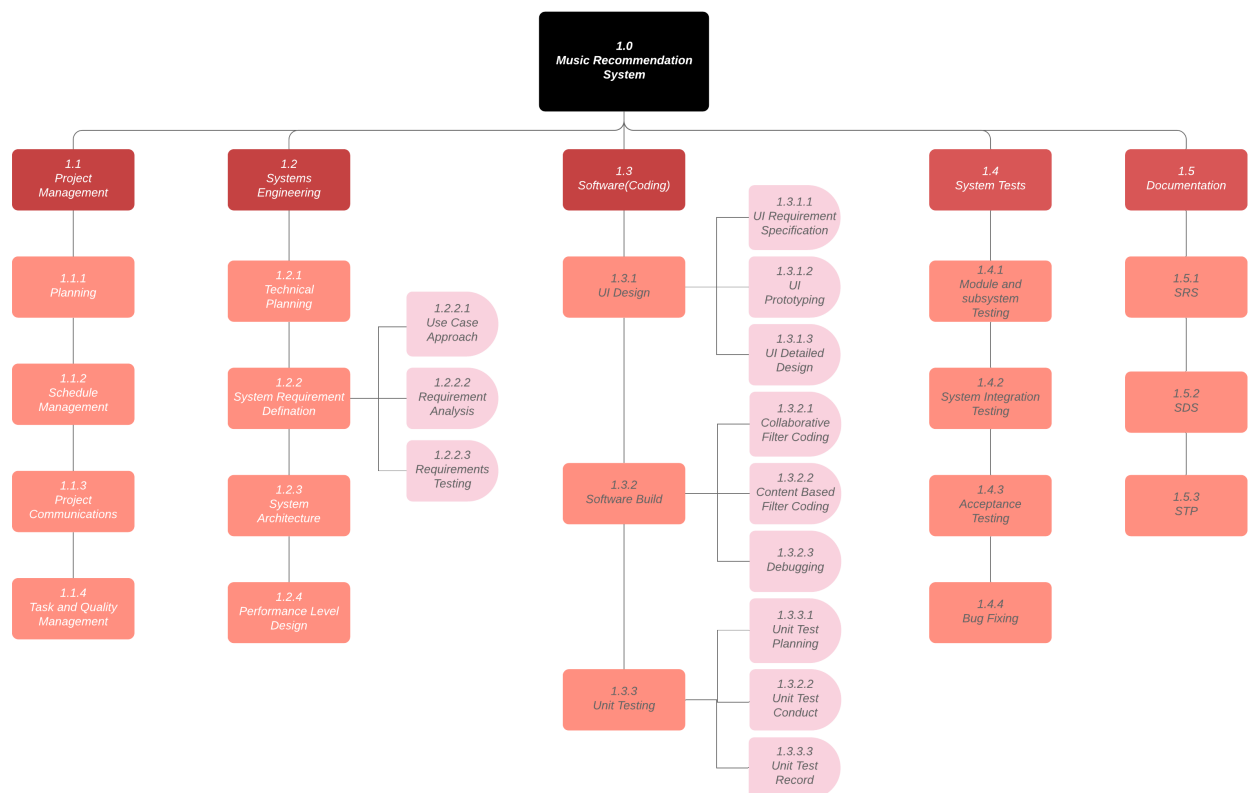 1.0
Music Recommendation
System
1.1
Project
Management
1.2
Systems
Engineering
1.3
Software(Coding)
1.4
System Tests
1.5
Documentation
1.1.1
Planning
1.1.2
Schedule
Management
1.1.3
Project
Communications
1.1.4
Task and Quality
Management
1.2.1
Technical
Planning
1.2.2
System Requirement
Defination
1.2.2.1
Use Case
Approach
1.2.2.2
Requirement
Analysis
1.2.2.3
Requirements
Testing
1.2.3
System
Architecture
1.2.4
Performance Level
Design
1.3.1
UI Design
1.3.1.1
UI Requirement
Specification
1.3.1.2
UI
Prototyping
1.3.1.3
UI Detailed
Design
1.3.2
Software Build
1.3.2.1
Collaborative
Filter Coding
1.3.2.2
Content Based
Filter Coding
1.3.2.3
Debugging
1.3.3
Unit Testing
1.3.3.1
Unit Test
Planning
1.3.2.2
Unit Test
Conduct
1.3.3.3
Unit Test
Record
1.4.1
Module and
subsystem
Testing
1.4.2
System Integration
Testing
1.4.3
Acceptance
Testing
1.4.4
Bug Fixing
1.5.1
SRS
1.5.2
SDS
1.5.3
STP